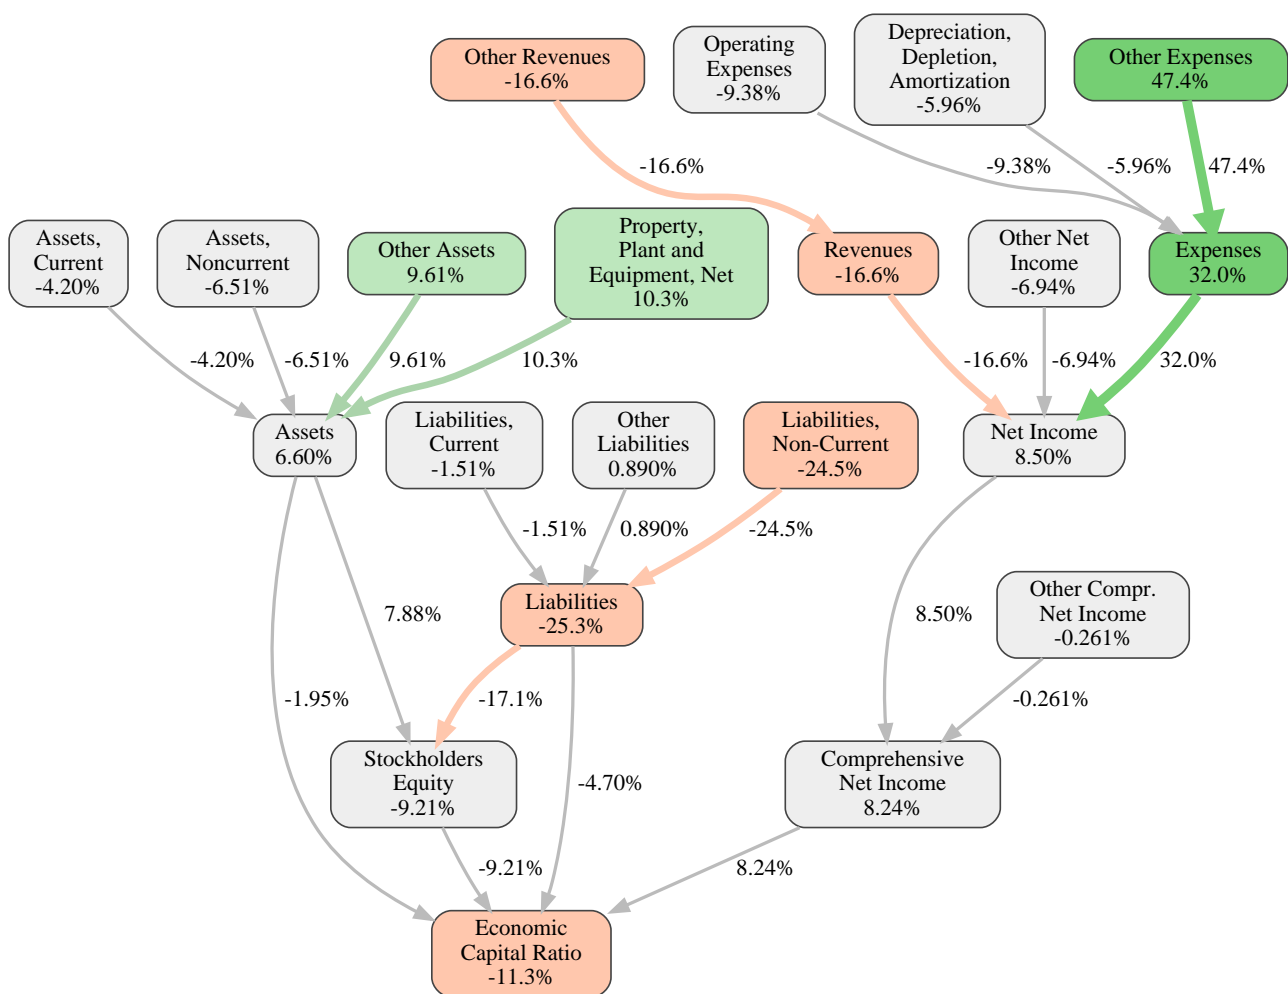 Other Revenues
-16.6%
Operating
Expenses
-9.38%
Depreciation,
Depletion,
Amortization
-5.96%
Other Expenses
47.4%
-16.6%
-9.38%
-5.96%
47.4%
Assets,
Current
-4.20%
Assets,
Noncurrent
-6.51%
Other Assets
9.61%
Property,
Plant and
Equipment, Net
10.3%
Revenues
-16.6%
Other Net
Income
-6.94%
Expenses
32.0%
-4.20%
-6.51%
9.61%
10.3%
-16.6%
-6.94%
32.0%
Assets
6.60%
Liabilities,
Current
-1.51%
Other
Liabilities
0.890%
Liabilities,
Non-Current
-24.5%
Net Income
8.50%
-1.51%
0.890%
-24.5%
Liabilities
-25.3%
Other Compr.
Net Income
-0.261%
7.88%
8.50%
-1.95%
-17.1%
-0.261%
Stockholders
Equity
-9.21%
-4.70%
Comprehensive
Net Income
8.24%
-9.21%
8.24%
Economic
Capital Ratio
-11.3%